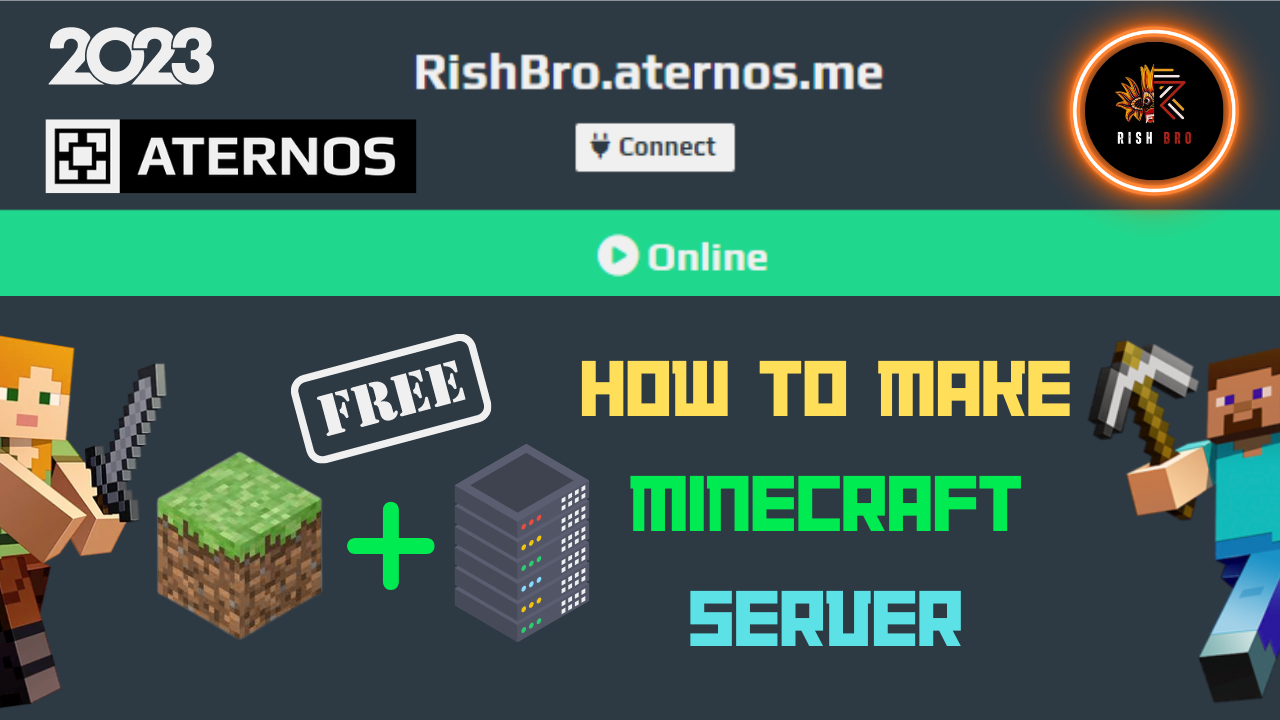 2023
RishBro.aternos.me
ATERNOS
Connect
RISH BRO
Online
FREE
HOW TO MAKE
MINECRAFT
SERVER